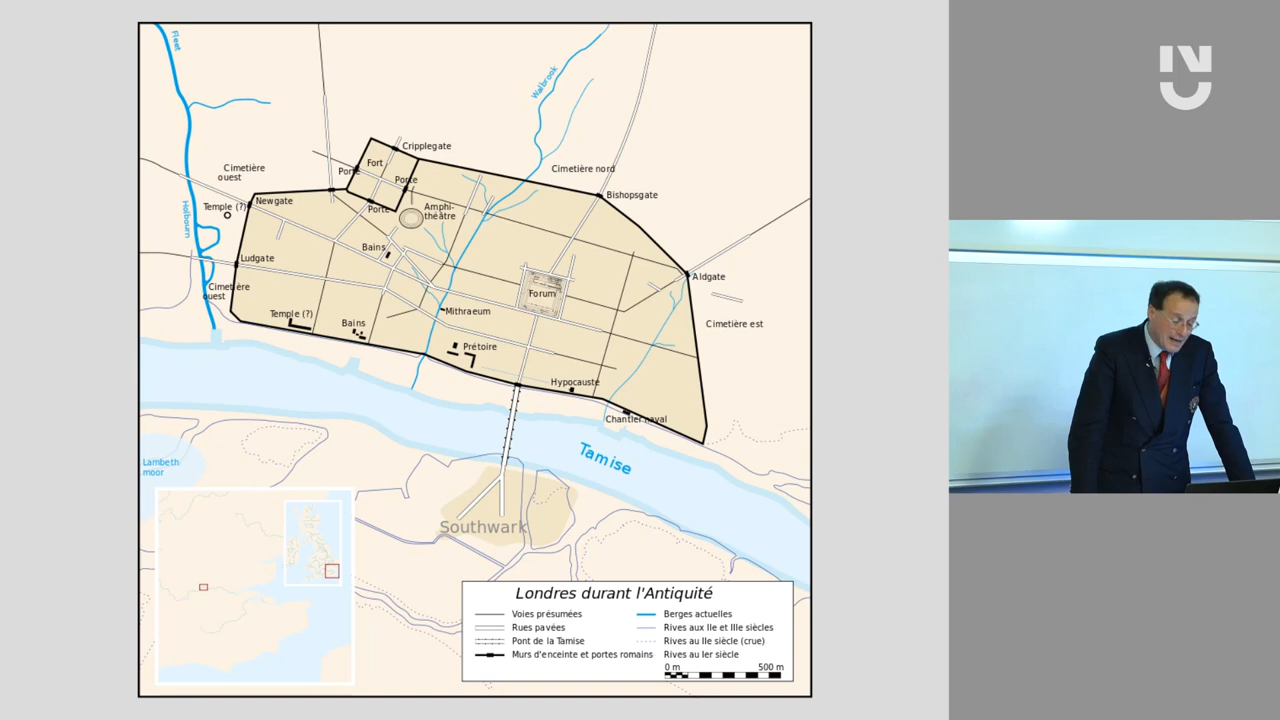 Fleet
Walbrook
Cripplegate
Fort
Porte
Porte
Porte
Cimetière
ouest
Cimetière nord
Bishopsgate
Temple (?)
Newgate
Holbourn
Amphi-
théâtre
Bains
Ludgate
Aldgate
Forum
Cimetière
ouest
Temple (?)
Bains
Mithraeum
Cimetière est
Prétoire
Hypocauste
Chantier naval
Tamise
Lambeth
moor
Southwark
Londres durant l'Antiquité
Voies présumées
Rues pavées
Pont de la Tamise
Murs d'enceinte et portes romains
Berges actuelles
Rives aux IIe et IIIe siècles
Rives au IIe siècle (crue)
Rives au Ier siècle
0 m 500 m